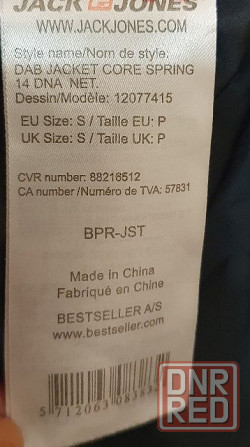 JACK & JONES
WWW.JACKJONES.COM
Style name/Nom de style:
DAB JACKET CORE SPRING
14 DNA NET.
Dessin/Modèle: 12077415
EU Size: S / Taille EU: P
UK Size: S / Taille UK: P
CVR number: 88216512
CA number /Numéro de TVA: 57831
BPR-JST
Made in China
Fabriqué en Chine
BESTSELLER A/S
www.bestseller.com
DNR
RED